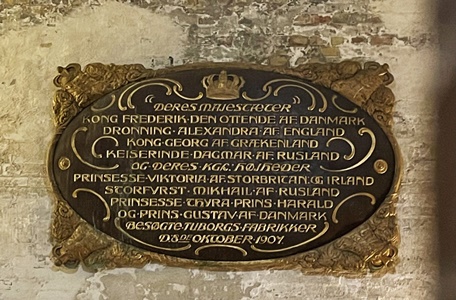 DERES MAJESTÆTER
KONG FREDERIK·DEN OTTENDE AF DANMARK
DRONNING·ALEXANDRA·AF ENGLAND
KONG·GEORG AF GRÆKENLAND
KEISERINDE·DAGMAR·AF RUSLAND
OG·DERES·KGL·HØJHEDER
PRINSESSE·VIKTORIA·AF·STORBRITAN:OG IRLAND
STORFYRST·MIKHAIL·AF·RUSLAND
PRINSESSE·THYRA·PRINS·HARALD
OG·PRINS·GUSTAV·AF·DANMARK
BESØGTE·TUBORGS·FABRIKKER
D.8DE OKTOBER·1907.